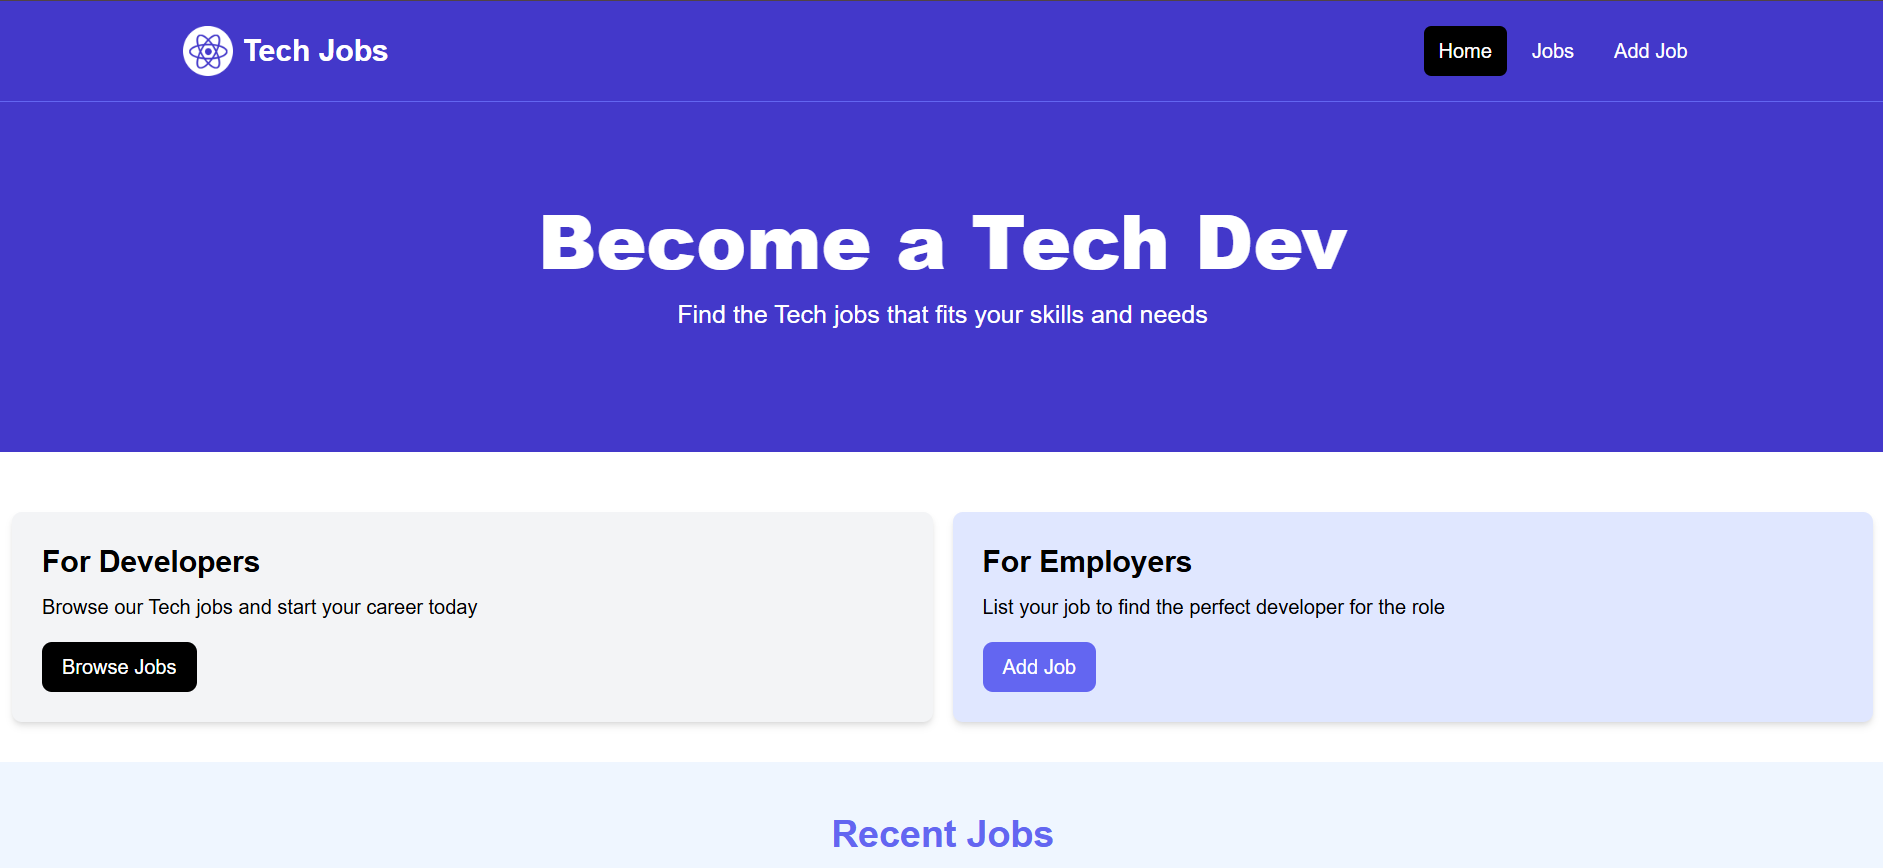 Tech Jobs
Home Jobs Add Job
Become a Tech Dev
Find the Tech jobs that fits your skills and needs
For Developers
Browse our Tech jobs and start your career today
Browse Jobs
For Employers
List your job to find the perfect developer for the role
Add Job
Recent Jobs